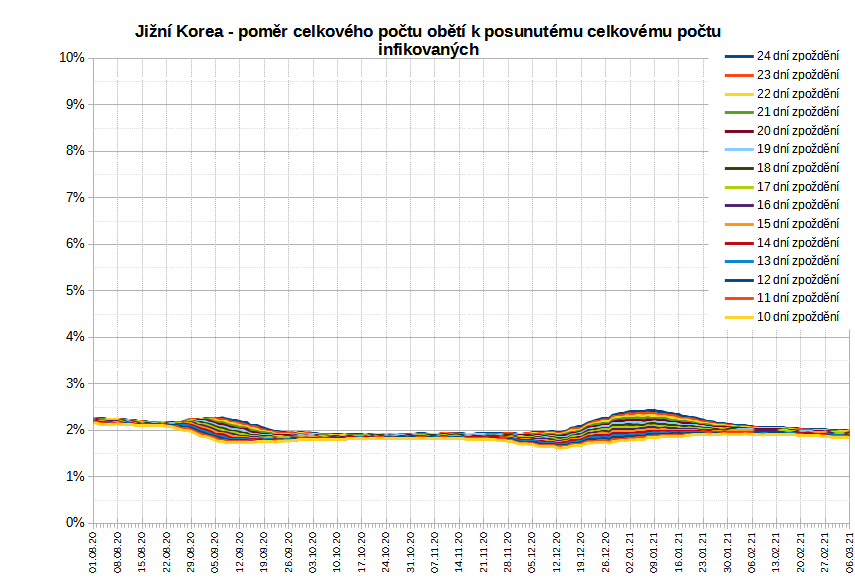 Jižní Korea - poměr celkového počtu obětí k posunutému celkovému počtu
infikovaných
10%
9%
8%
7%
6%
5%
4%
3%
2%
1%
0%
24 dní zpoždění
23 dní zpoždění
22 dní zpoždění
21 dní zpoždění
20 dní zpoždění
19 dní zpoždění
18 dní zpoždění
17 dní zpoždění
16 dní zpoždění
15 dní zpoždění
14 dní zpoždění
13 dní zpoždění
12 dní zpoždění
11 dní zpoždění
10 dní zpoždění
01.08.20
08.08.20
15.08.20
22.08.20
29.08.20
05.09.20
12.09.20
19.09.20
26.09.20
03.10.20
10.10.20
17.10.20
24.10.20
31.10.20
07.11.20
14.11.20
21.11.20
28.11.20
05.12.20
12.12.20
19.12.20
26.12.20
02.01.21
09.01.21
16.01.21
23.01.21
30.01.21
06.02.21
13.02.21
20.02.21
27.02.21
06.03.21